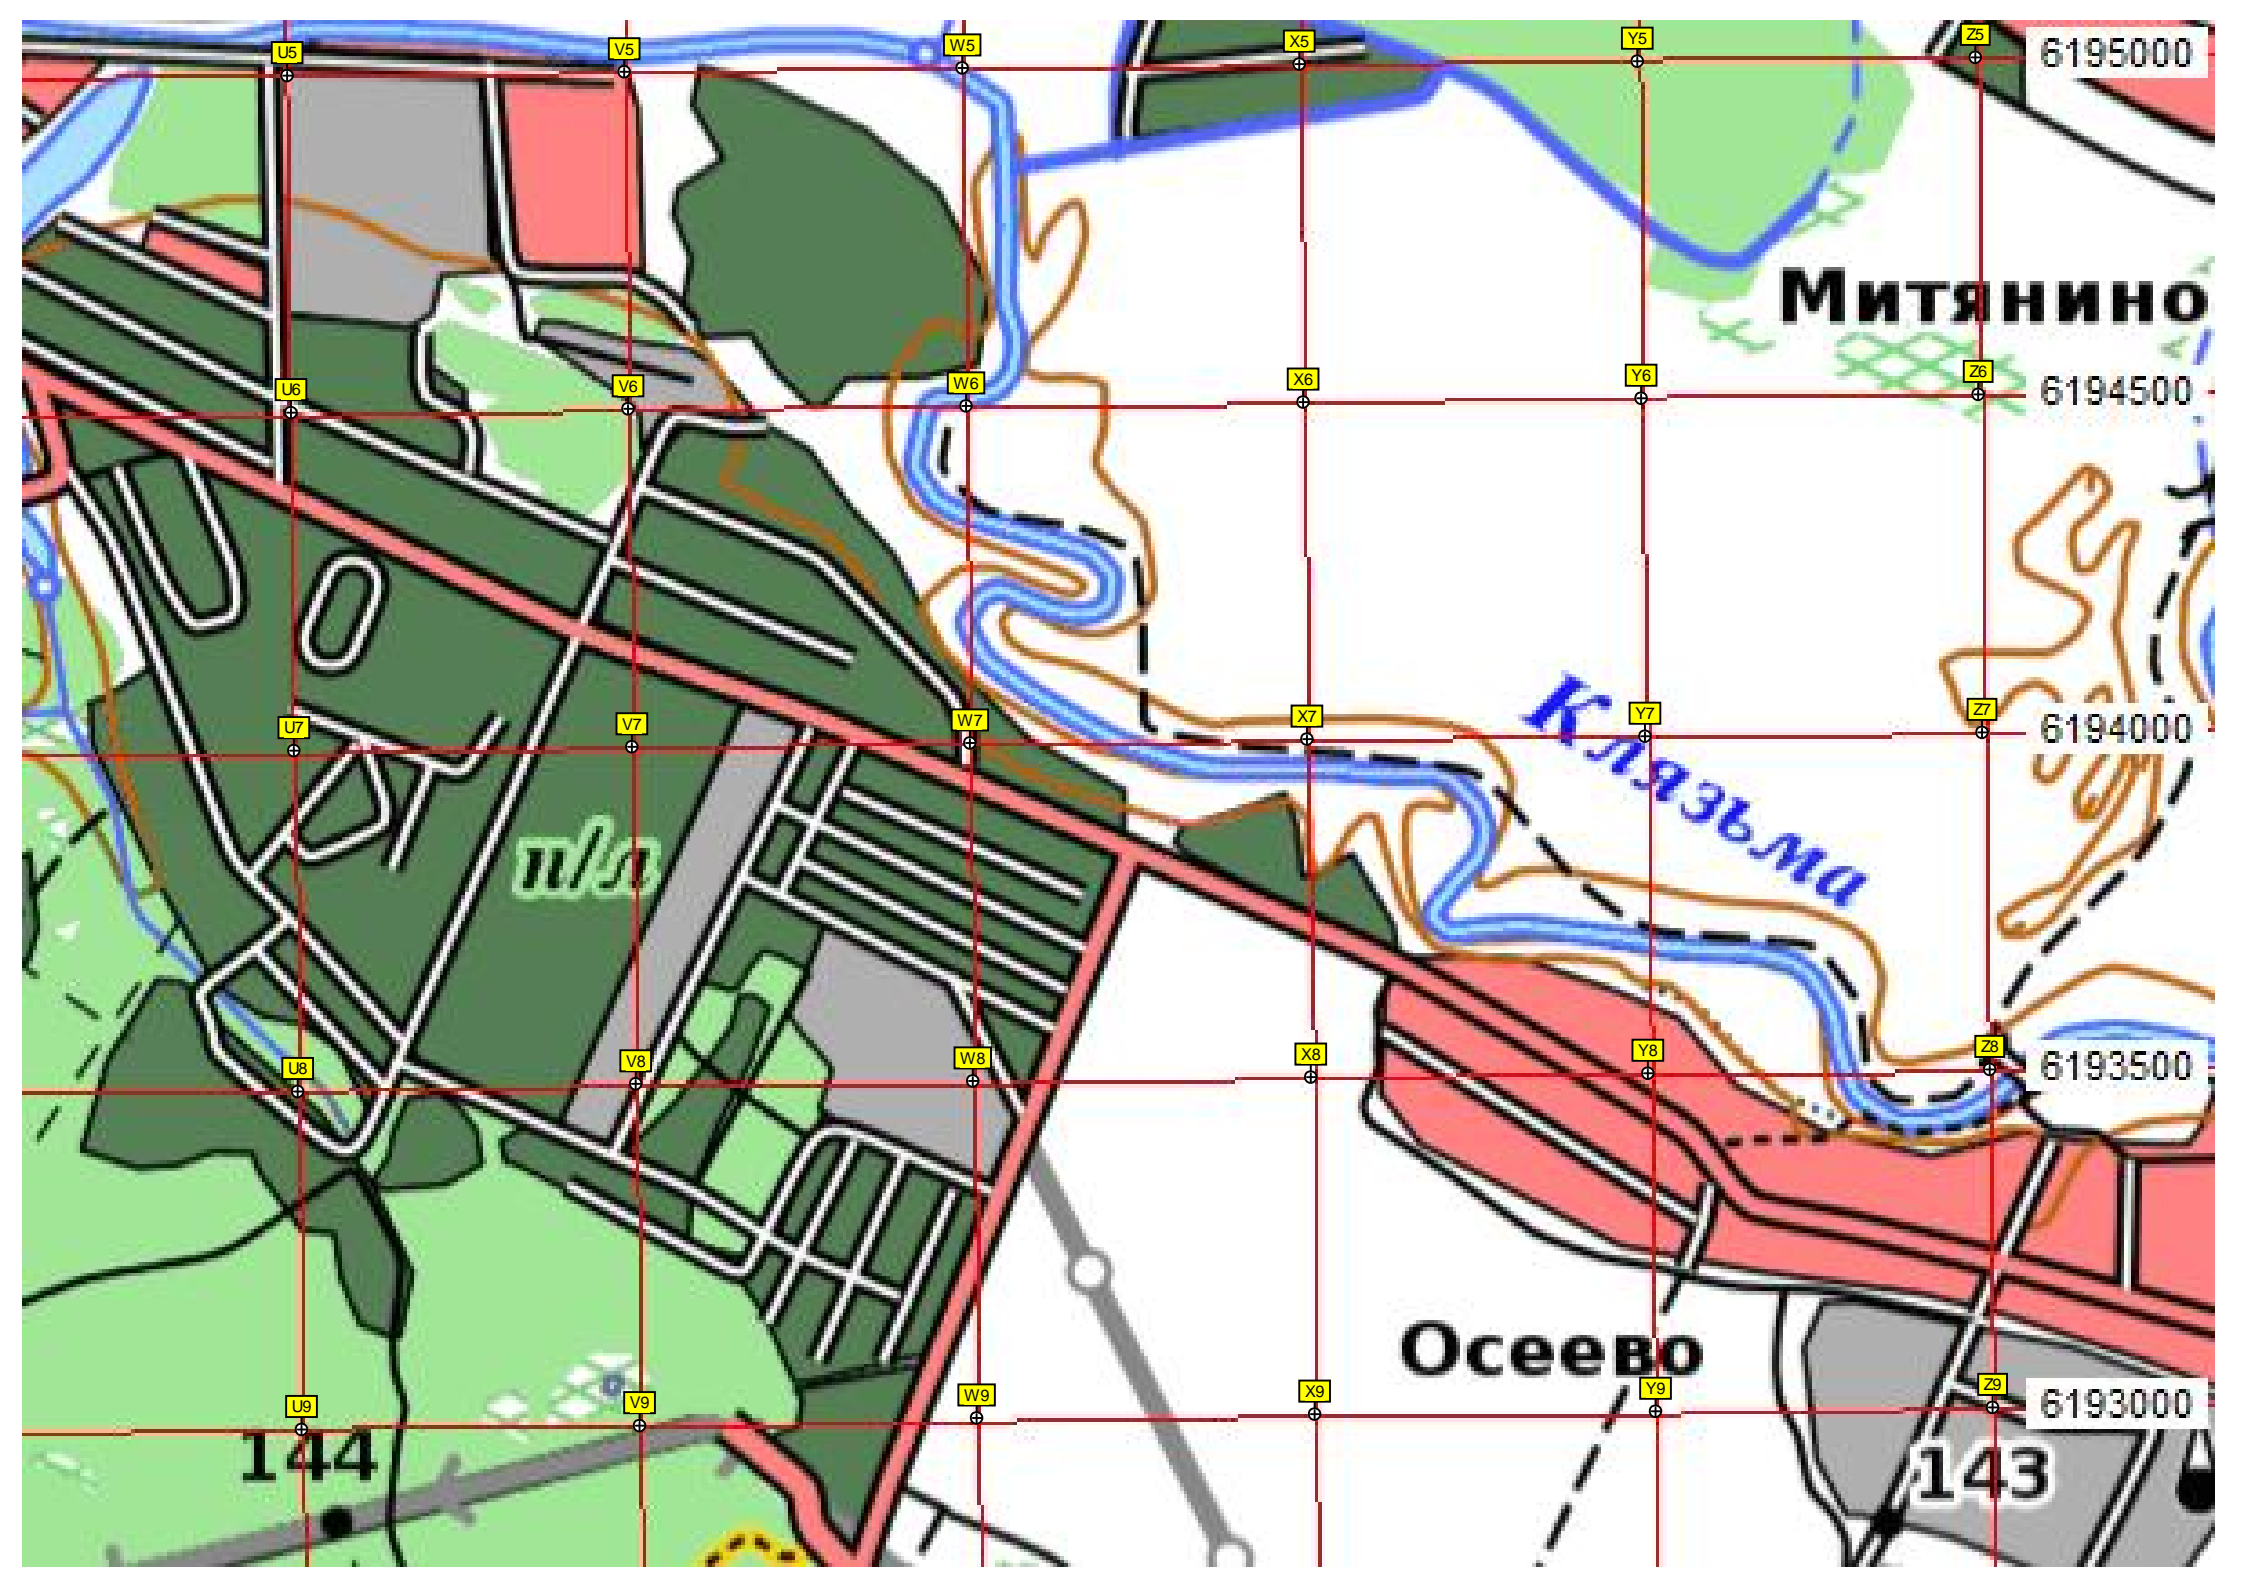 U5 V5 W5 X5 Y5 Z5 6195000
Митянино
U6 V6 W6 X6 Y6 Z6 6194500
Клязьма
U7 V7 W7 X7 Y7 Z7 6194000
п/л
U8 V8 W8 X8 Y8 Z8 6193500
Осеево
U9 V9 W9 X9 Y9 Z9 6193000
144
143